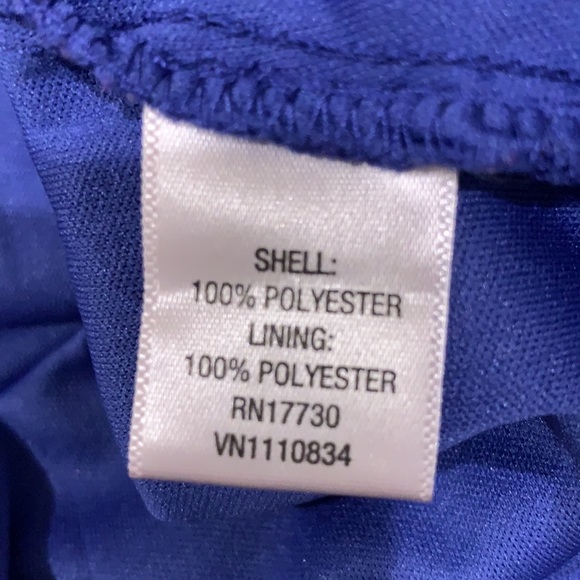 SHELL:
100% POLYESTER
LINING:
100% POLYESTER
RN17730
VN1110834